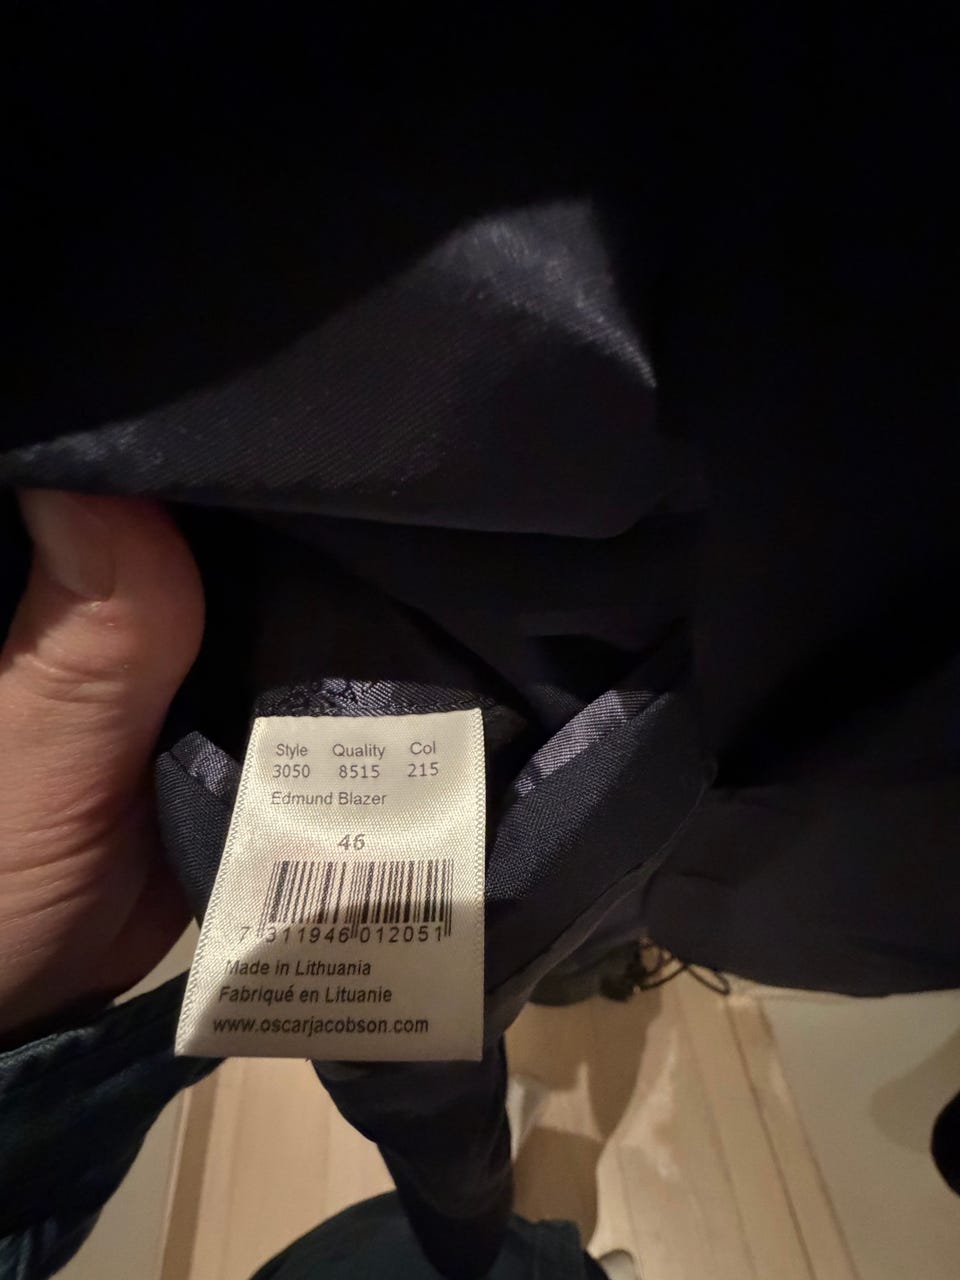 Style Quality Col
3050 8515 215
Edmund Blazer
46
7 311946 012051
Made in Lithuania
Fabriqué en Lituanie
www.oscarjacobson.com